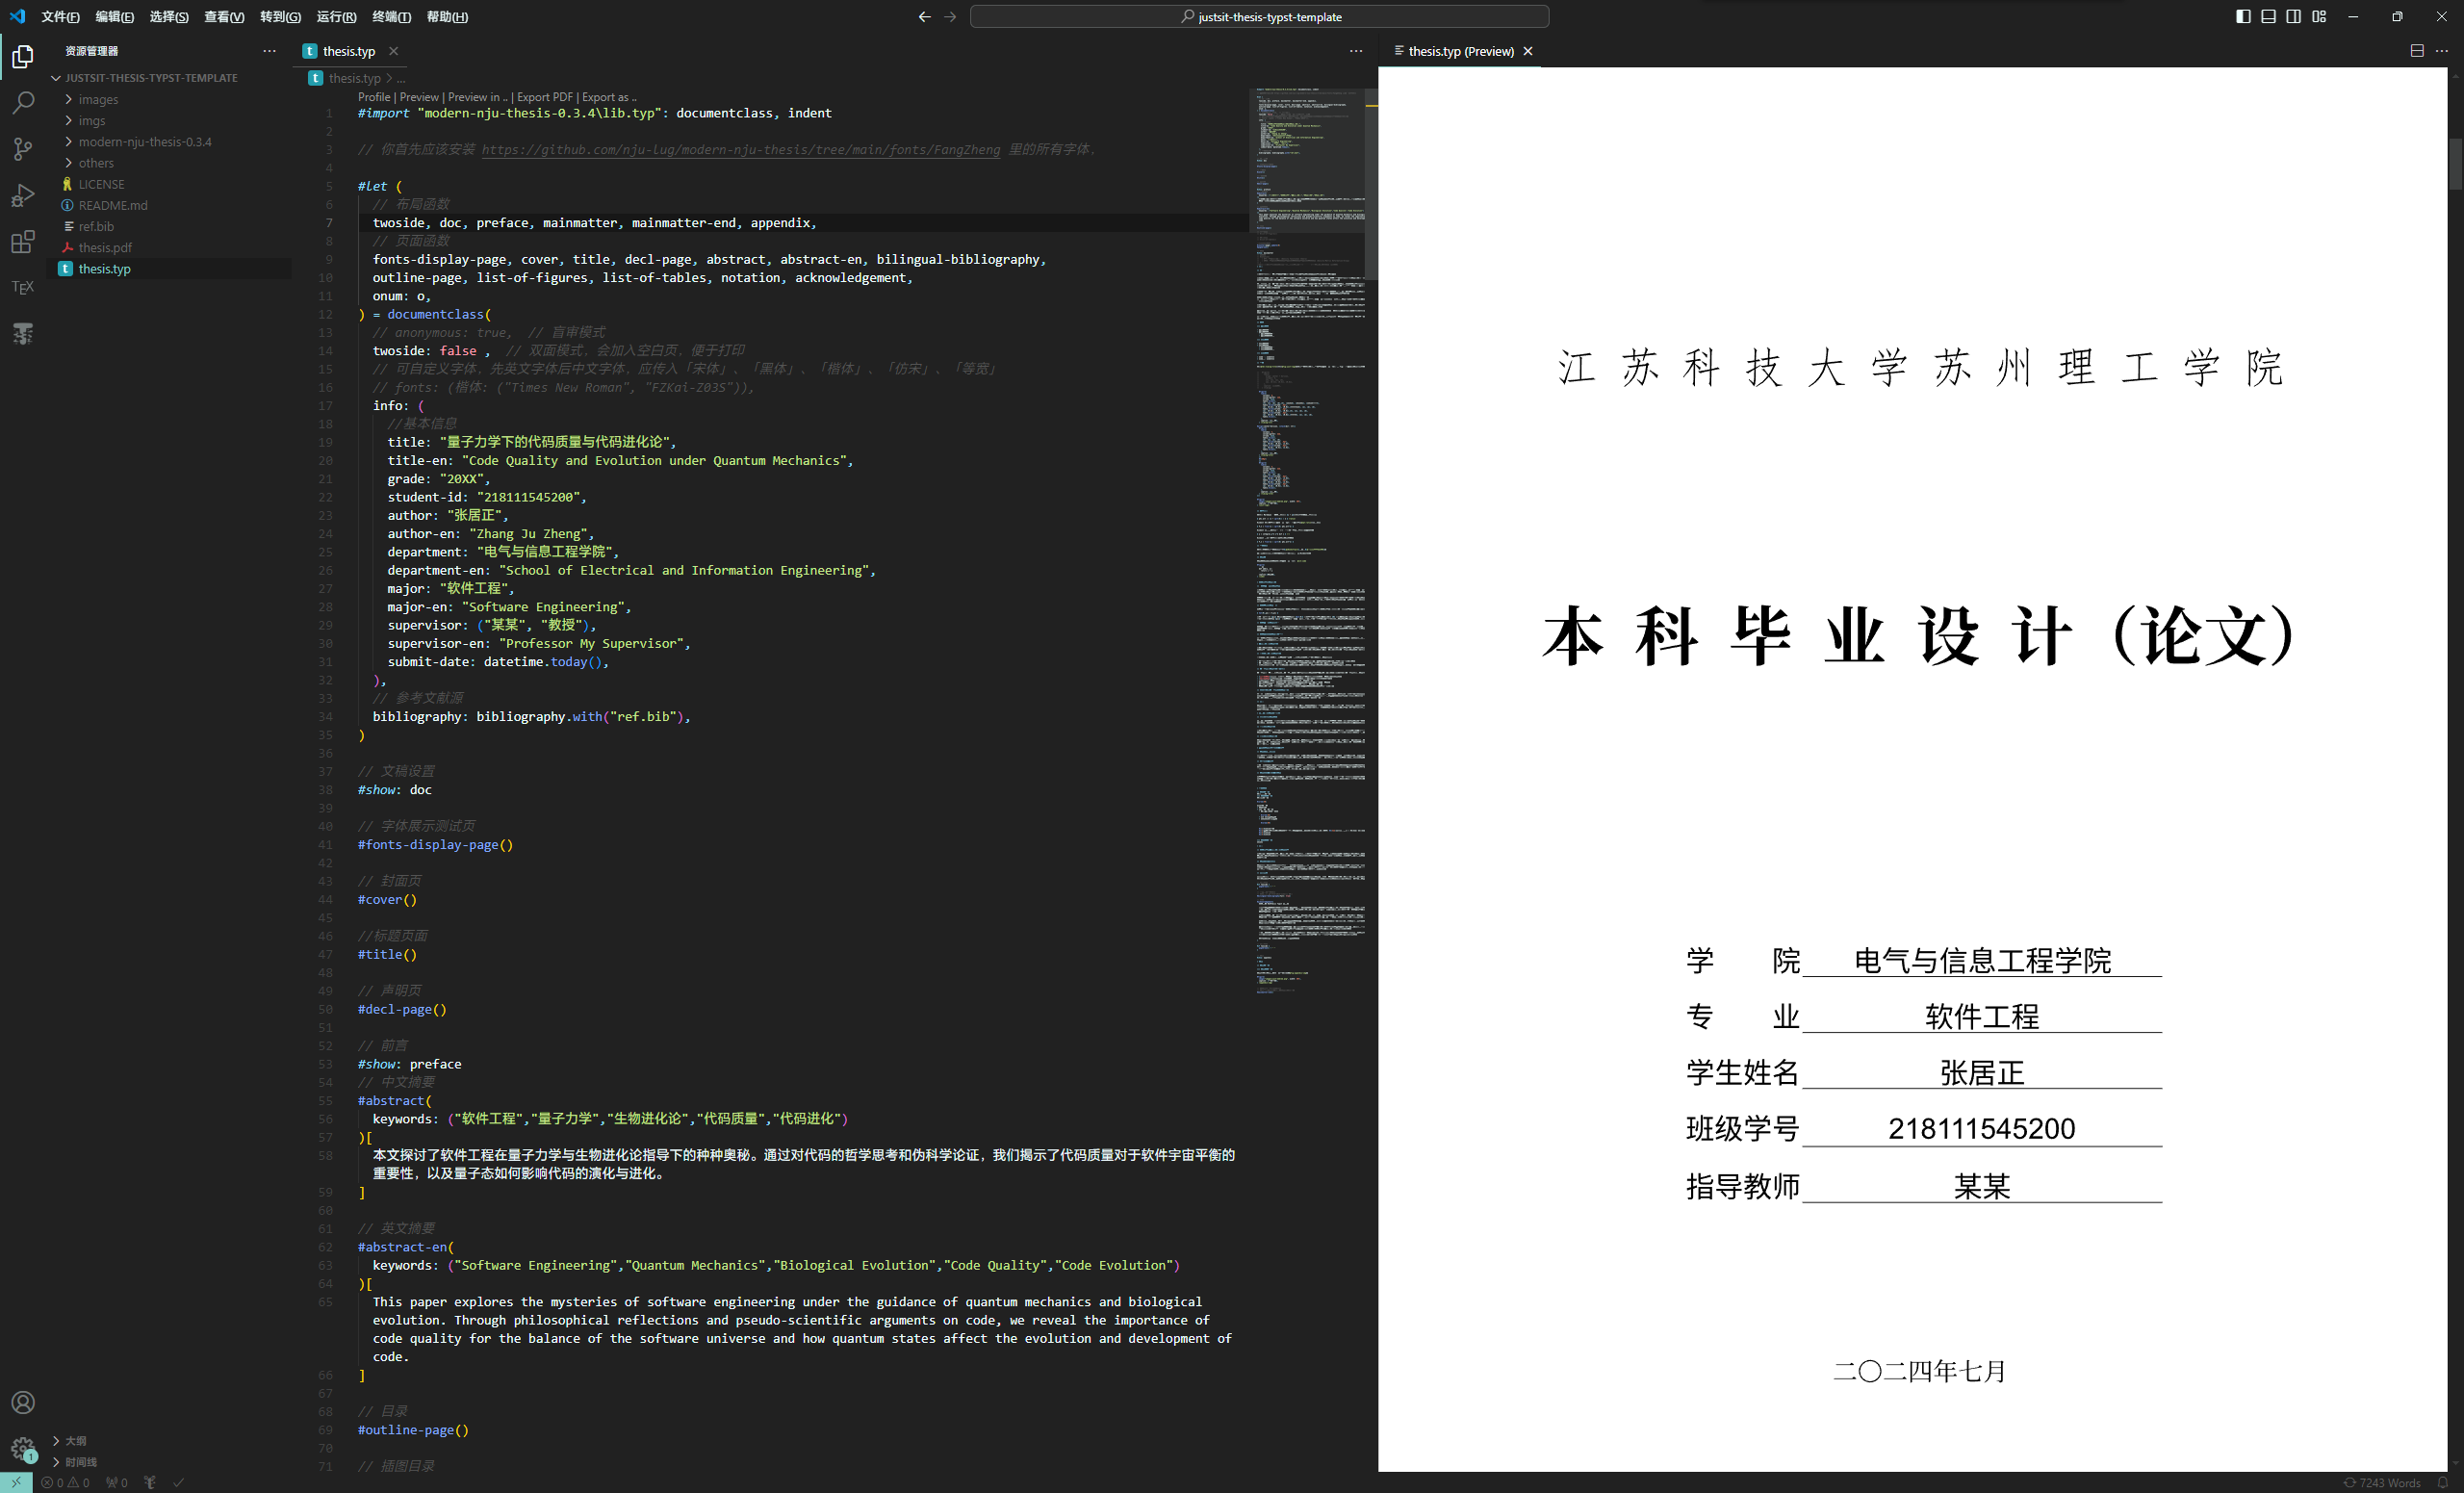 文件(F) 编辑(E) 选择(S) 查看(V) 转到(G) 运行(R) 终端(T) 帮助(H)
justsit-thesis-typst-template
资源管理器
JUSTSIT-THESIS-TYPST-TEMPLATE
images
imgs
modern-nju-thesis-0.3.4
others
LICENSE
README.md
ref.bib
thesis.pdf
thesis.typ
TEX
大纲
时间线
thesis.typ
thesis.typ > ...
Profile | Preview | Preview in .. | Export PDF | Export as ..
1 #import "modern-nju-thesis-0.3.4\lib.typ": documentclass, indent
2
3 // 你首先应该安装 https://github.com/nju-lug/modern-nju-thesis/tree/main/fonts/FangZheng 里的所有字体，
4
5 #let (
6 // 布局函数
7 twoside, doc, preface, mainmatter, mainmatter-end, appendix,
8 // 页面函数
9 fonts-display-page, cover, title, decl-page, abstract, abstract-en, bilingual-bibliography,
10 outline-page, list-of-figures, list-of-tables, notation, acknowledgement,
11 onum: o,
12 ) = documentclass(
13 // anonymous: true, // 盲审模式
14 twoside: false , // 双面模式，会加入空白页，便于打印
15 // 可自定义字体，先英文字体后中文字体，应传入「宋体」、「黑体」、「楷体」、「仿宋」、「等宽」
16 // fonts: (楷体: ("Times New Roman", "FZKai-Z03S")),
17 info: (
18 //基本信息
19 title: "量子力学下的代码质量与代码进化论",
20 title-en: "Code Quality and Evolution under Quantum Mechanics",
21 grade: "20XX",
22 student-id: "218111545200",
23 author: "张居正",
24 author-en: "Zhang Ju Zheng",
25 department: "电气与信息工程学院",
26 department-en: "School of Electrical and Information Engineering",
27 major: "软件工程",
28 major-en: "Software Engineering",
29 supervisor: ("某某", "教授"),
30 supervisor-en: "Professor My Supervisor",
31 submit-date: datetime.today(),
32 ),
33 // 参考文献源
34 bibliography: bibliography.with("ref.bib"),
35 )
36
37 // 文稿设置
38 #show: doc
39
40 // 字体展示测试页
41 #fonts-display-page()
42
43 // 封面页
44 #cover()
45
46 //标题页面
47 #title()
48
49 // 声明页
50 #decl-page()
51
52 // 前言
53 #show: preface
54 // 中文摘要
55 #abstract(
56 keywords: ("软件工程","量子力学","生物进化论","代码质量","代码进化")
57 )[
58 本文探讨了软件工程在量子力学与生物进化论指导下的种种奥秘。通过对代码的哲学思考和伪科学论证，我们揭示了代码质量对于软件宇宙平衡的
重要性，以及量子态如何影响代码的演化与进化。
59 ]
60
61 // 英文摘要
62 #abstract-en(
63 keywords: ("Software Engineering","Quantum Mechanics","Biological Evolution","Code Quality","Code Evolution")
64 )[
65 This paper explores the mysteries of software engineering under the guidance of quantum mechanics and biological
evolution. Through philosophical reflections and pseudo-scientific arguments on code, we reveal the importance of
code quality for the balance of the software universe and how quantum states affect the evolution and development of
code.
66 ]
67
68 // 目录
69 #outline-page()
70
71 // 插图目录
thesis.typ (Preview)
江苏科技大学苏州理工学院
本科毕业设计（论文）
学 院 电气与信息工程学院
专 业 软件工程
学生姓名 张居正
班级学号 218111545200
指导教师 某某
二〇二四年七月
1
0 0 0
7243 Words